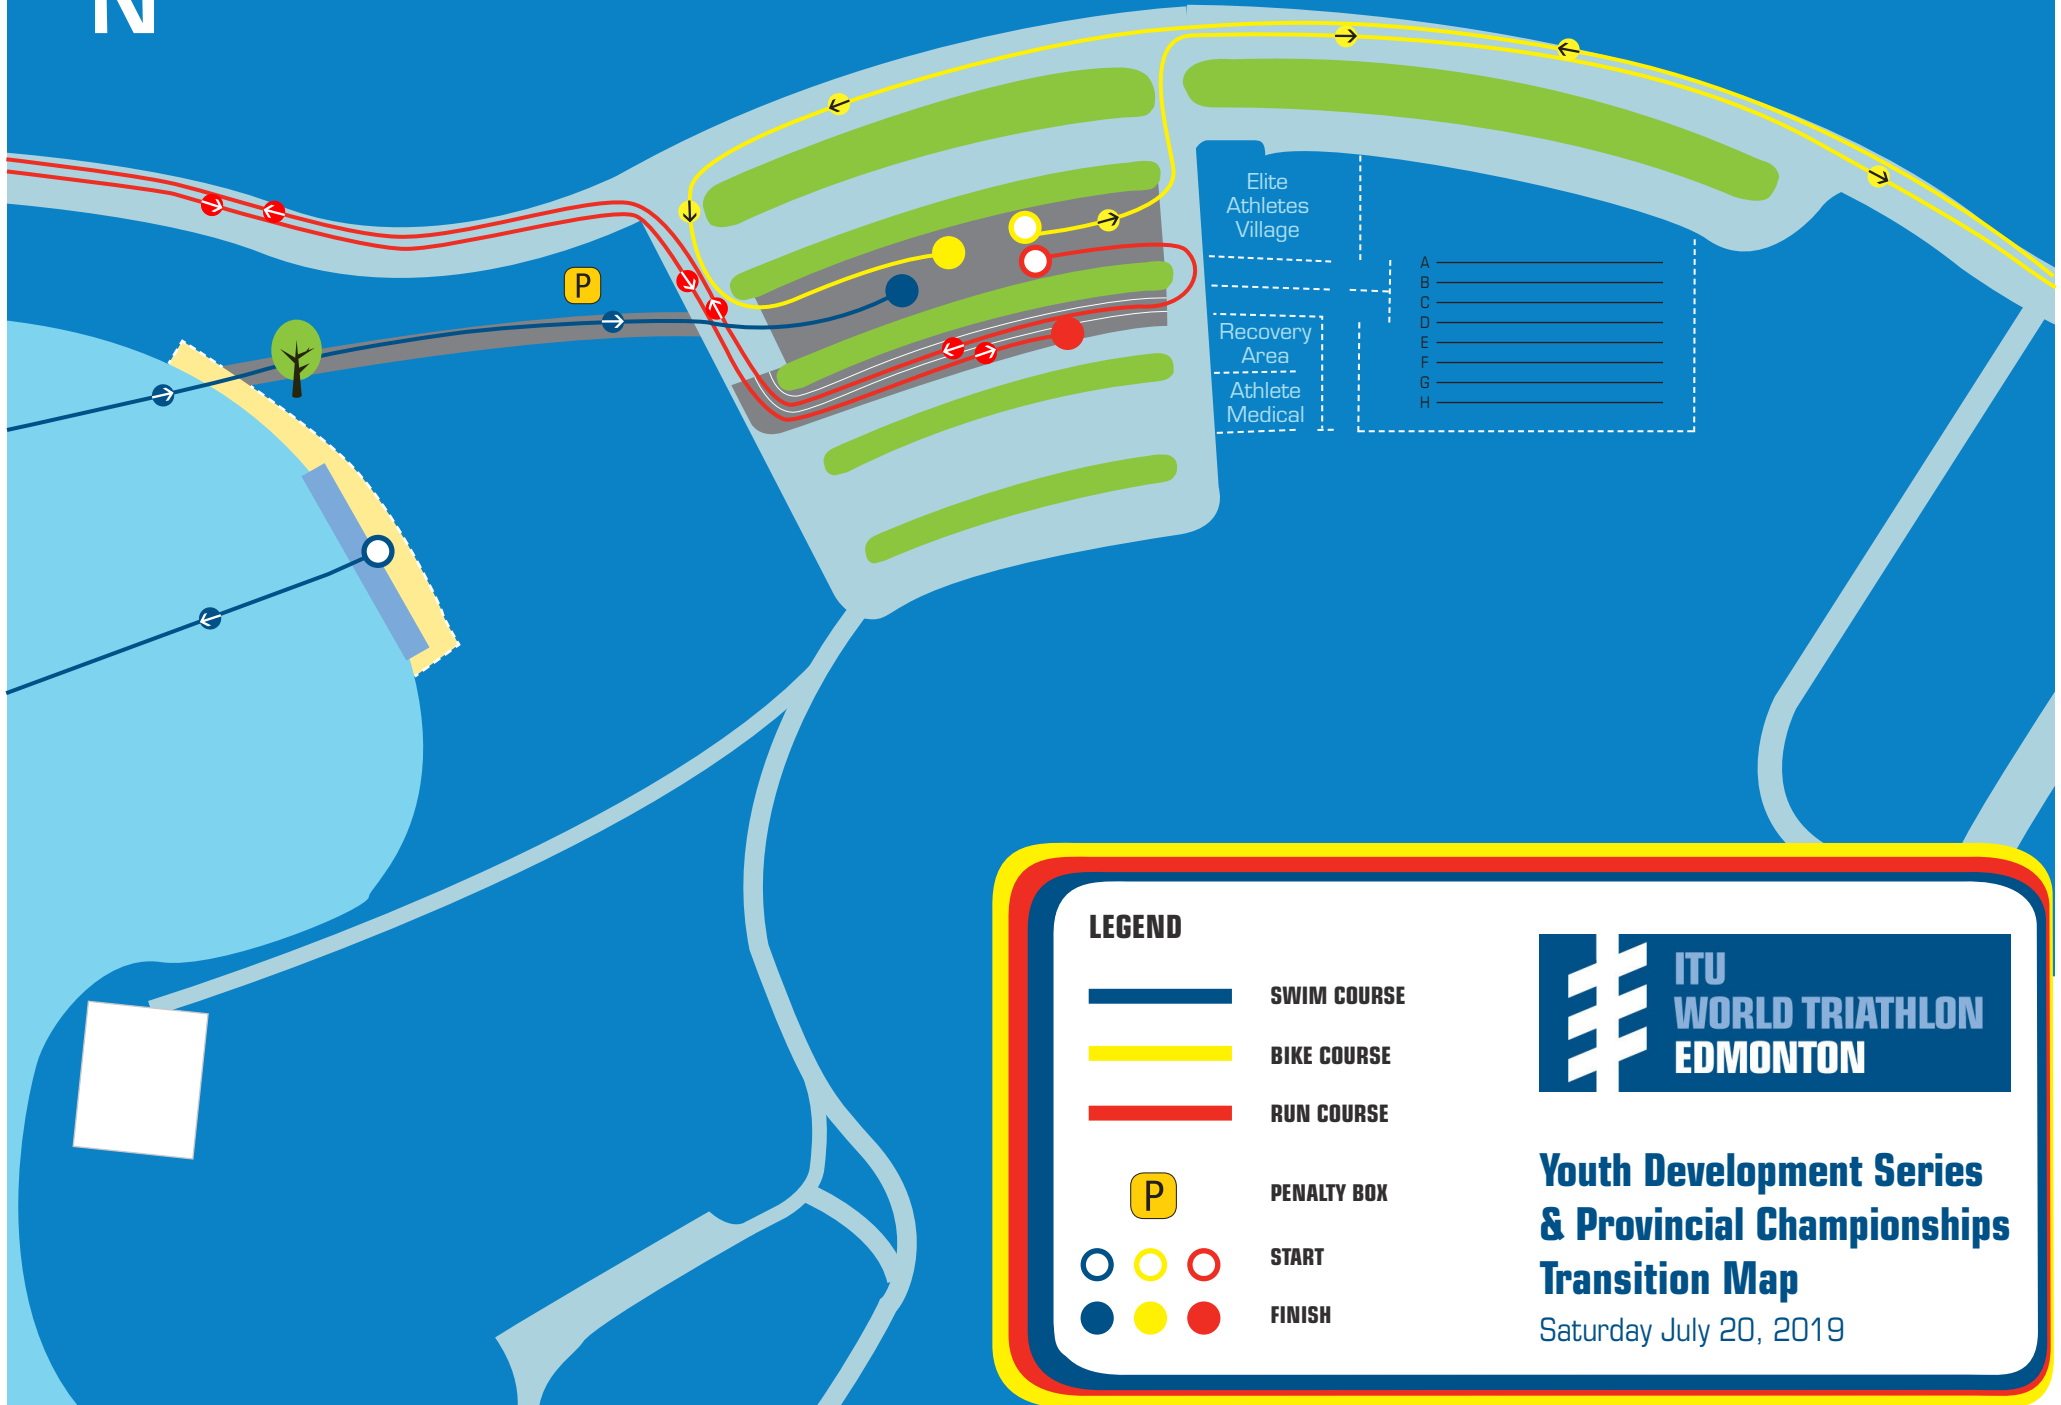 N
P
Elite
Athletes
Village
Recovery
Area
Athlete
Medical
A
B
C
D
E
F
G
H
LEGEND
SWIM COURSE
BIKE COURSE
RUN COURSE
P PENALTY BOX
START
FINISH
ITU
WORLD TRIATHLON
EDMONTON
Youth Development Series
& Provincial Championships
Transition Map
Saturday July 20, 2019